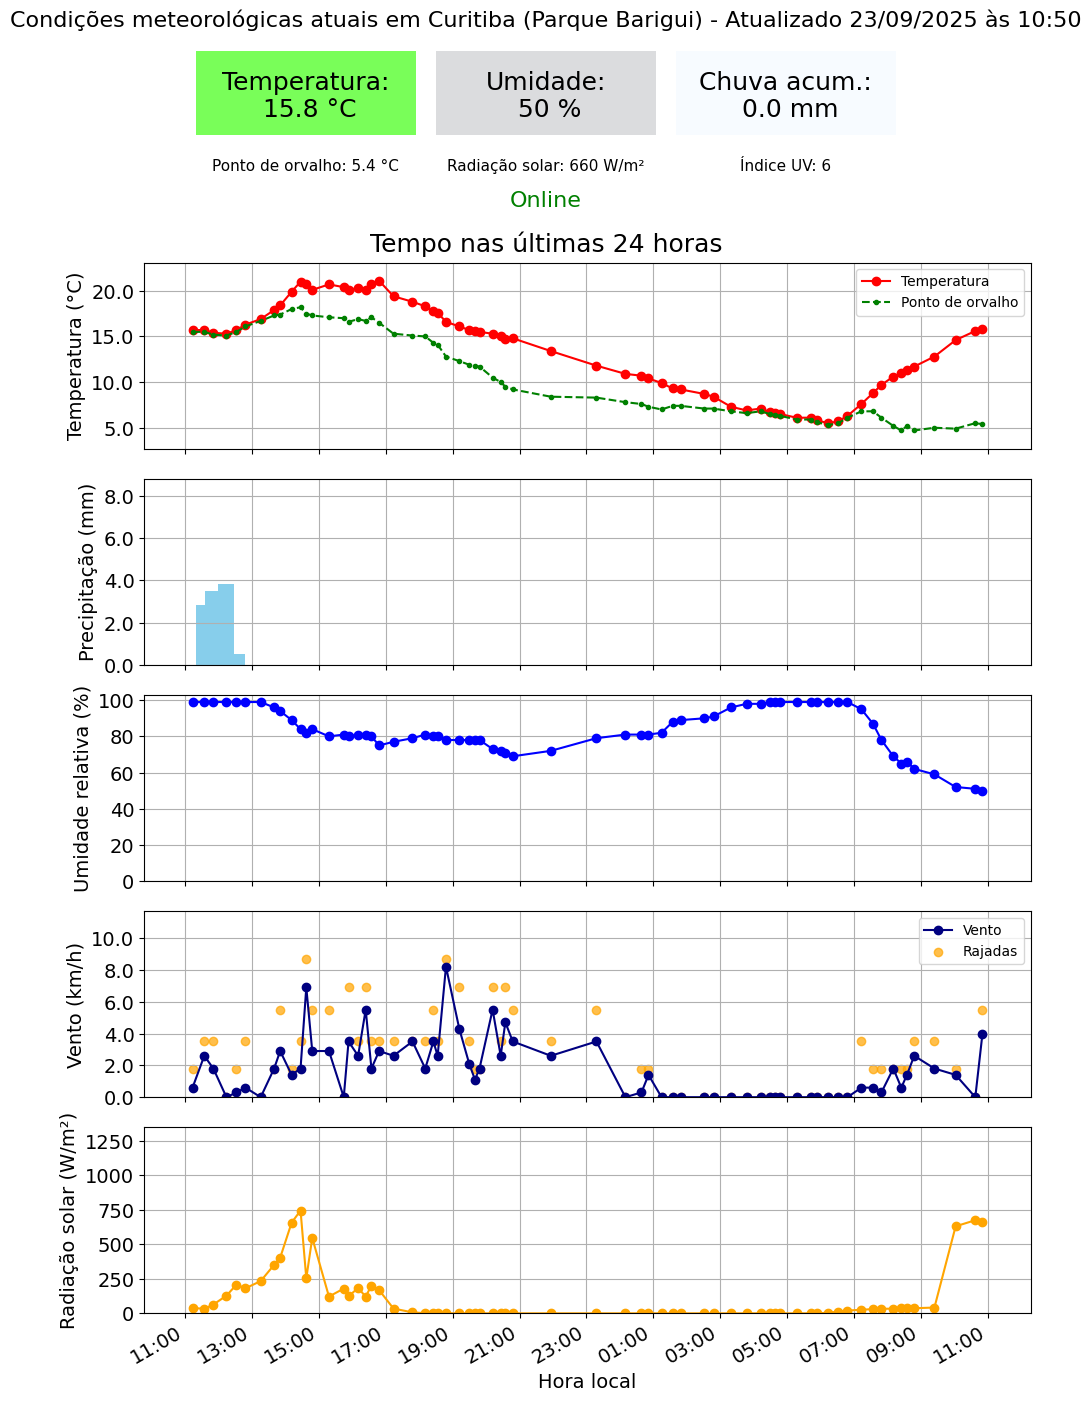 Condições meteorológicas atuais em Curitiba (Parque Barigui) - Atualizado 23/09/2025 às 10:50
Temperatura:
15.8 °C
Umidade:
50 %
Chuva acum.:
0.0 mm
Ponto de orvalho: 5.4 °C
Radiação solar: 660 W/m²
Índice UV: 6
Online
Tempo nas últimas 24 horas
Temperatura (°C)
20.0
15.0
10.0
5.0
Temperatura
Ponto de orvalho
Precipitação (mm)
8.0
6.0
4.0
2.0
0.0
Umidade relativa (%)
100
80
60
40
20
0
Vento (km/h)
10.0
8.0
6.0
4.0
2.0
0.0
Vento
Rajadas
Radiação solar (W/m²)
1250
1000
750
500
250
0
11:00
13:00
15:00
17:00
19:00
21:00
23:00
01:00
03:00
05:00
07:00
09:00
11:00
Hora local